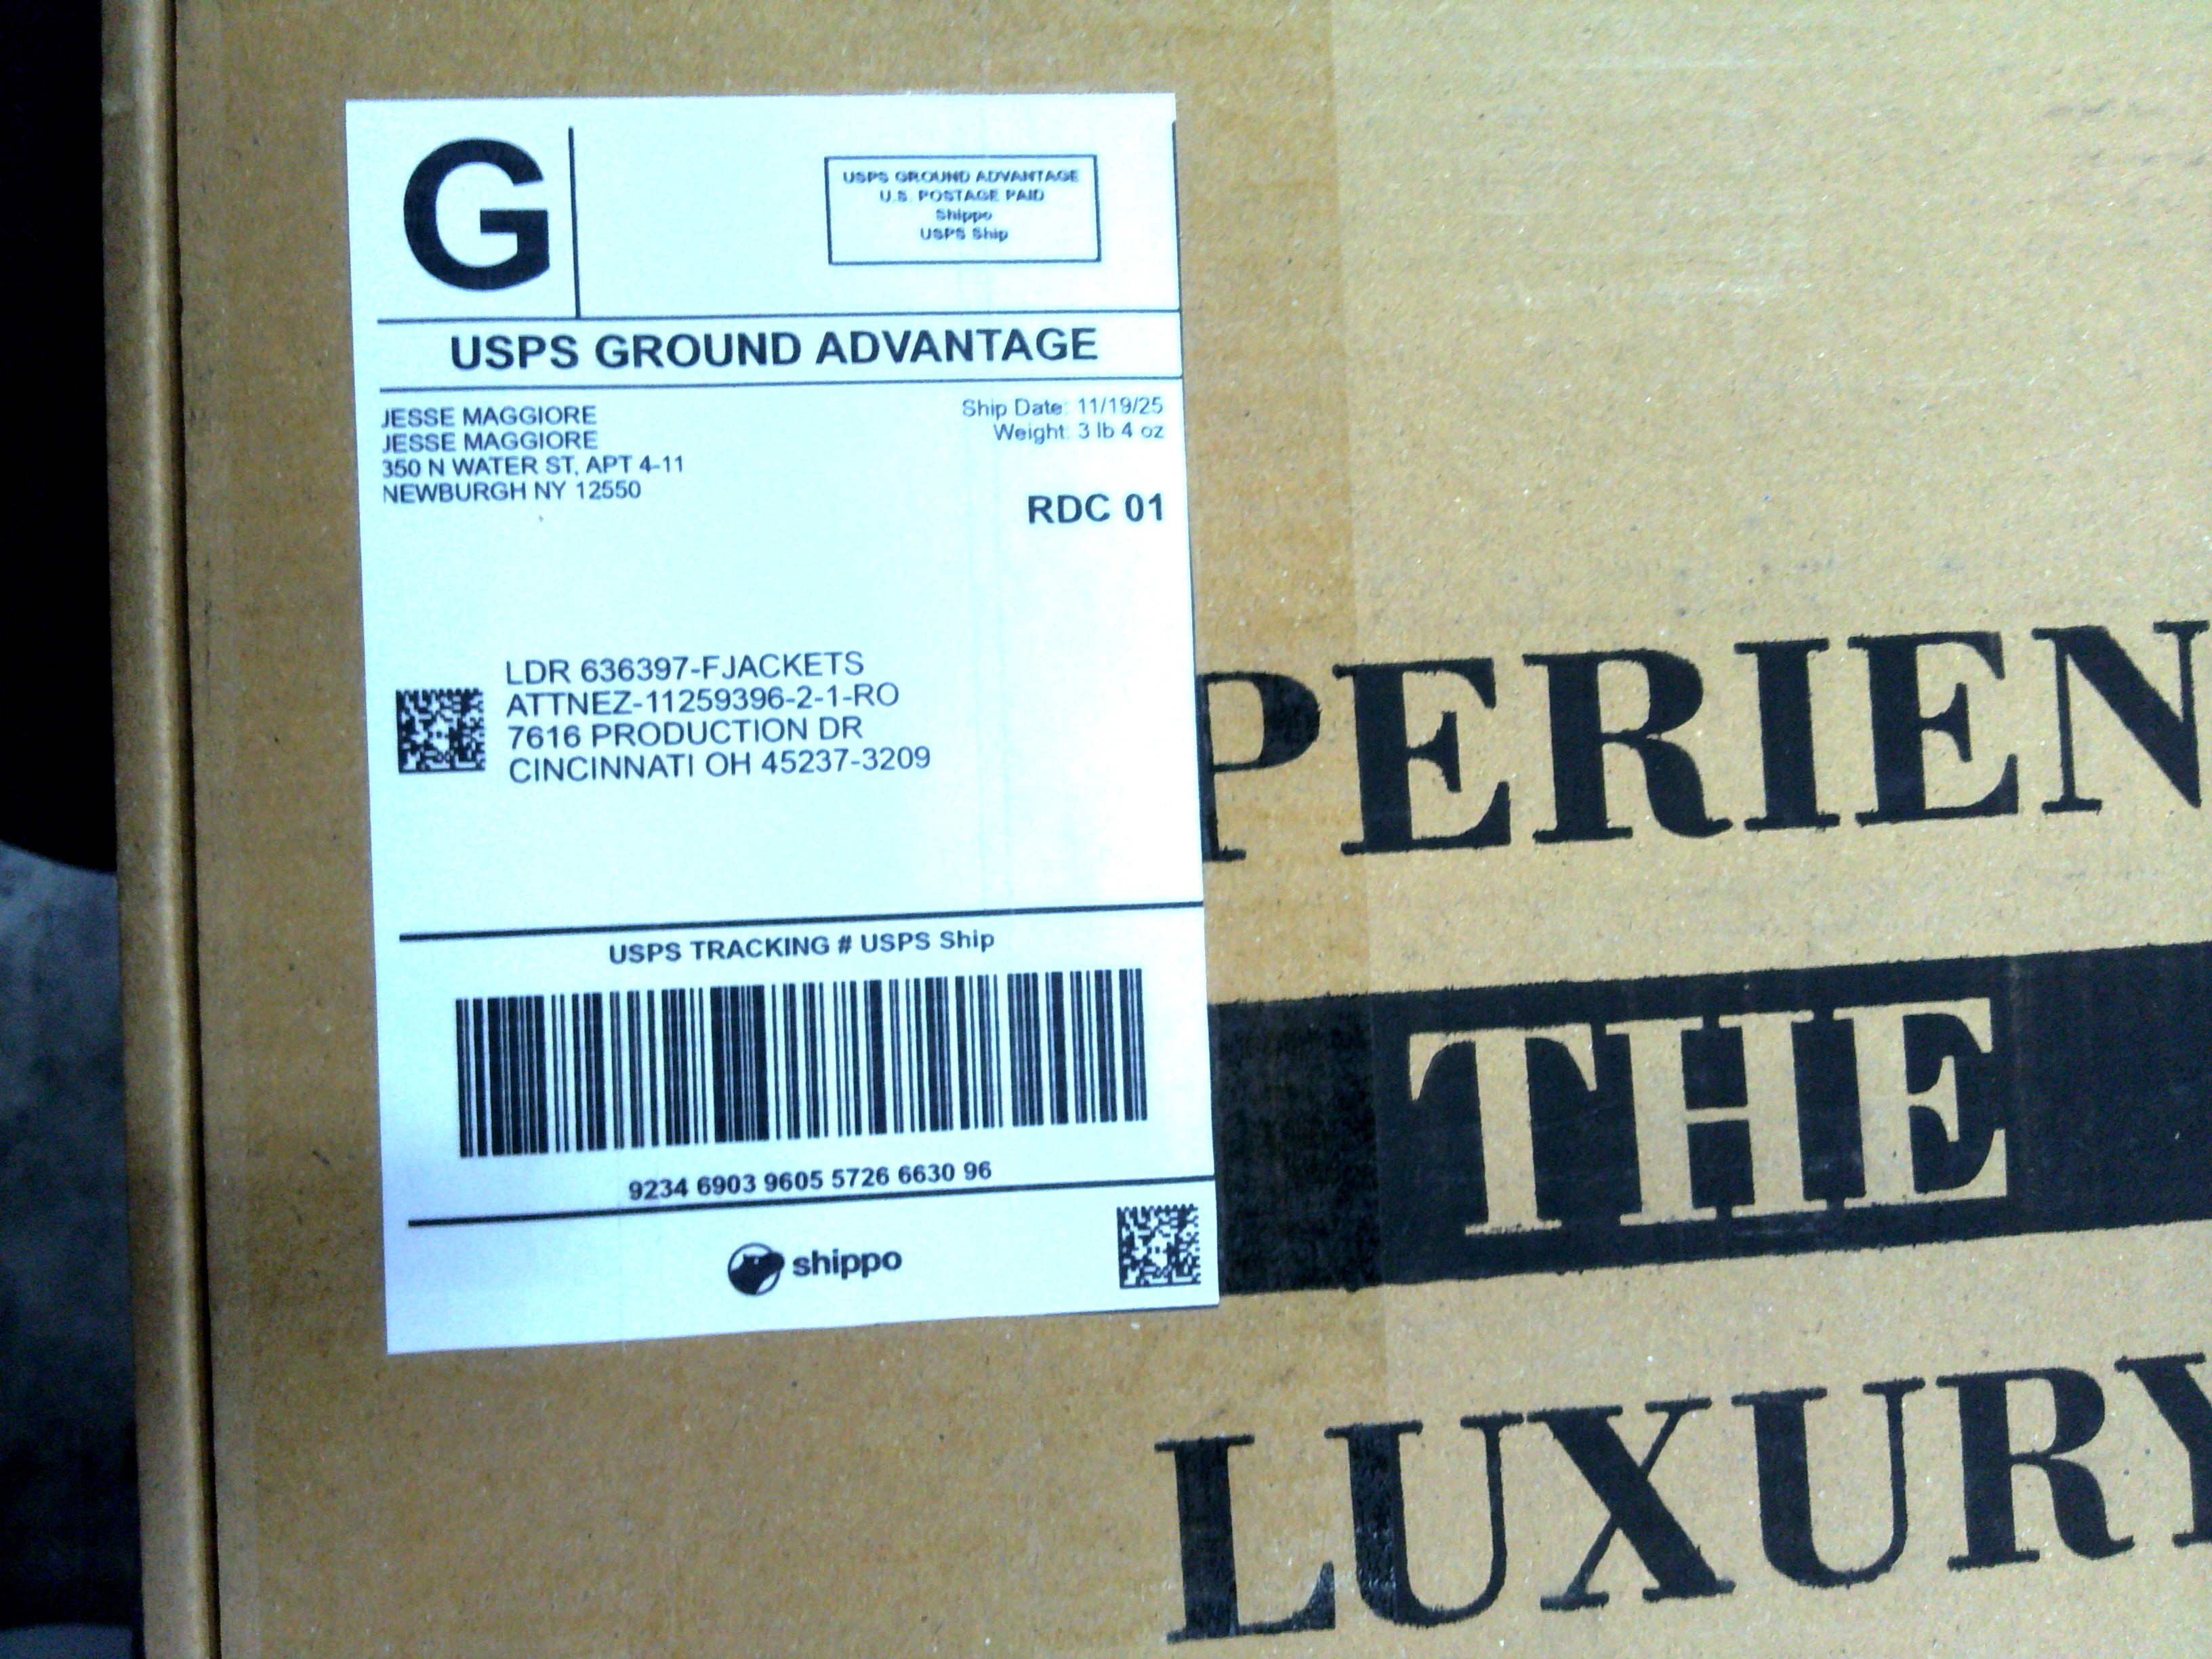 G
USPS GROUND ADVANTAGE
U.S. POSTAGE PAID
Shippo
USPS Ship
USPS GROUND ADVANTAGE
JESSE MAGGIORE
JESSE MAGGIORE
350 N WATER ST, APT 4-11
NEWBURGH NY 12550
Ship Date: 11/19/25
Weight: 3 lb 4 oz
RDC 01
LDR 636397-FJACKETS
ATTNEZ-11259396-2-1-RO
7616 PRODUCTION DR
CINCINNATI OH 45237-3209
USPS TRACKING # USPS Ship
9234 6903 9605 5726 6630 96
shippo
PERIEN
THE
LUXURY